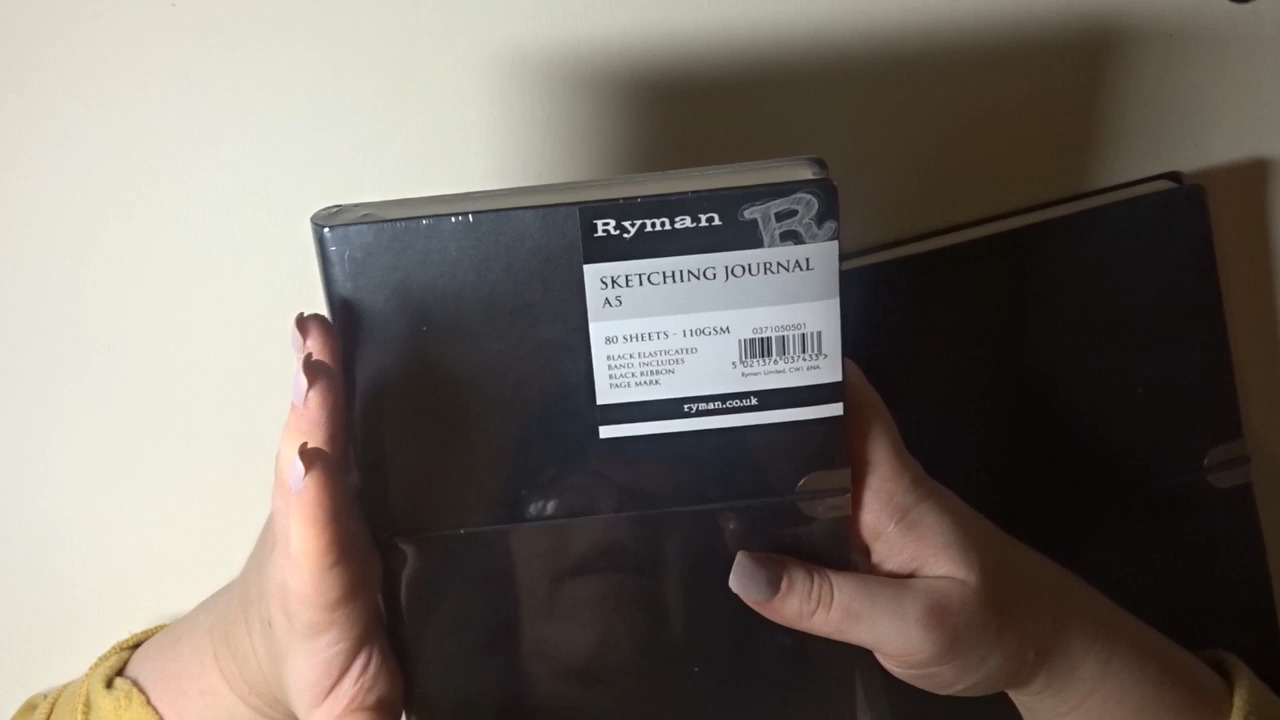 Ryman R
SKETCHING JOURNAL
A5
80 SHEETS - 110GSM
BLACK ELASTICATED
BAND. INCLUDES
BLACK RIBBON
PAGE MARK
0371050501
5 021376 037433 >
Ryman Limited, CW1 6NA.
ryman.co.uk